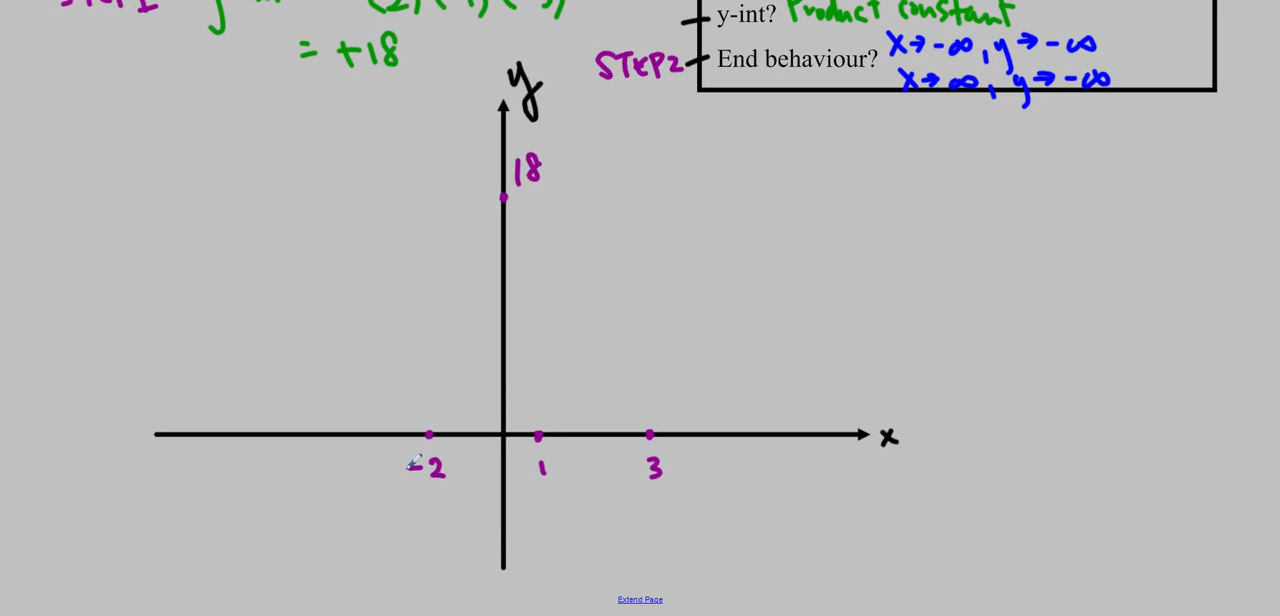 y-int? Product constant
= +18
STEP2 End behaviour? x→-∞, y→-∞
x→∞, y→-∞
y
18
x
-2 1 3
Extend Page